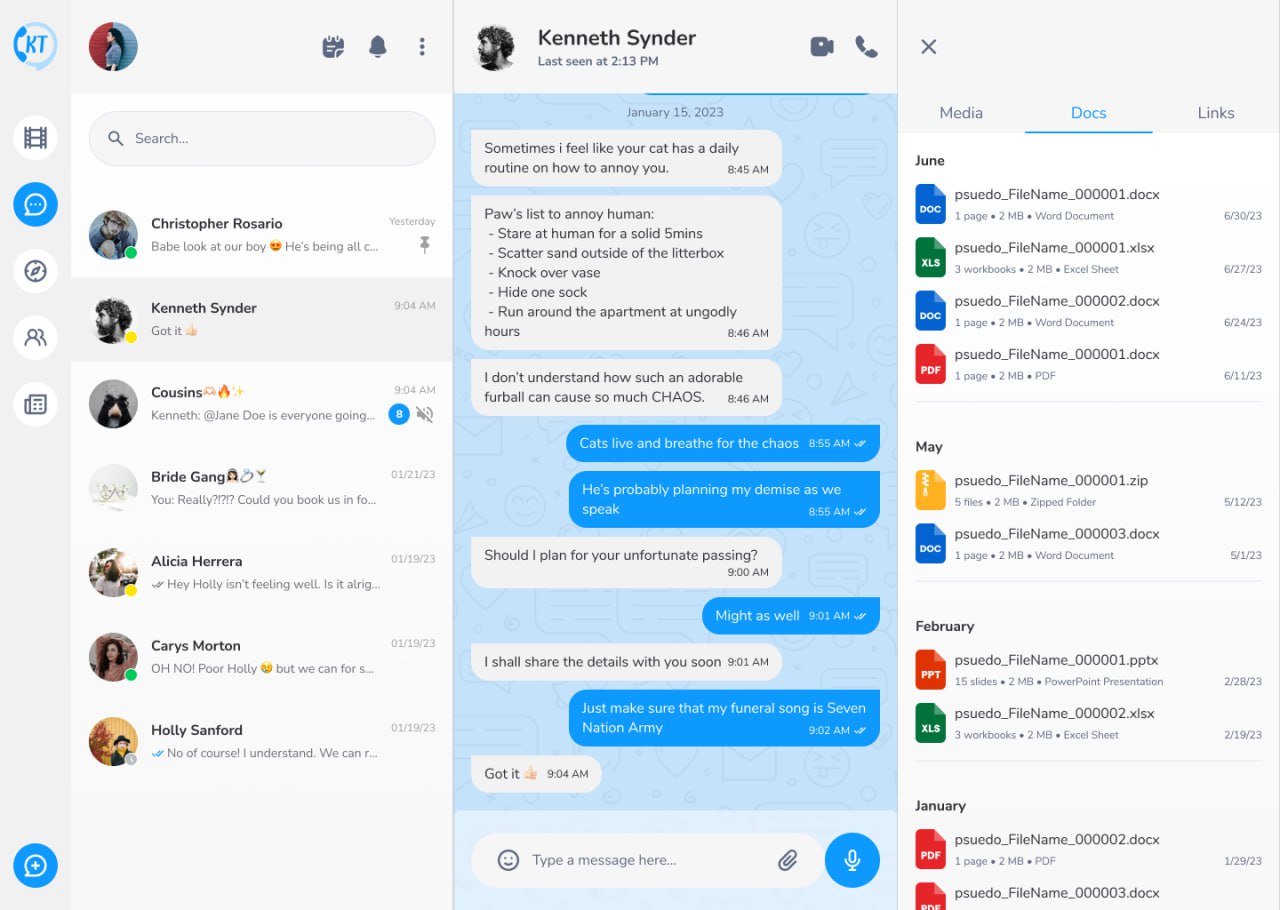 KT
Search...
Christopher Rosario
Yesterday
Babe look at our boy 😍 He's being all c...
Kenneth Synder
9:04 AM
Got it 👍🏻
Cousins🫶🏻🔥✨
9:04 AM
Kenneth: @Jane Doe is everyone going...
8
Bride Gang👰🏻💍🍸
01/21/23
You: Really?!?!? Could you book us in fo...
Alicia Herrera
01/19/23
Hey Holly isn't feeling well. Is it alrig...
Carys Morton
01/19/23
OH NO! Poor Holly 😢 but we can for s...
Holly Sanford
01/19/23
No of course! I understand. We can r...
Kenneth Synder
Last seen at 2:13 PM
January 15, 2023
Sometimes i feel like your cat has a daily
routine on how to annoy you.
8:45 AM
Paw's list to annoy human:
- Stare at human for a solid 5mins
- Scatter sand outside of the litterbox
- Knock over vase
- Hide one sock
- Run around the apartment at ungodly
hours
8:46 AM
I don't understand how such an adorable
furball can cause so much CHAOS.
8:46 AM
Cats live and breathe for the chaos
8:55 AM
He's probably planning my demise as we
speak
8:55 AM
Should I plan for your unfortunate passing?
9:00 AM
Might as well
9:01 AM
I shall share the details with you soon
9:01 AM
Just make sure that my funeral song is Seven
Nation Army
9:02 AM
Got it 👍🏻
9:04 AM
Type a message here...
Media
Docs
Links
June
DOC
psuedo_FileName_000001.docx
1 page • 2 MB • Word Document
6/30/23
XLS
psuedo_FileName_000001.xlsx
3 workbooks • 2 MB • Excel Sheet
6/27/23
DOC
psuedo_FileName_000002.docx
1 page • 2 MB • Word Document
6/24/23
PDF
psuedo_FileName_000001.docx
1 page • 2 MB • PDF
6/11/23
May
psuedo_FileName_000001.zip
5 files • 2 MB • Zipped Folder
5/12/23
DOC
psuedo_FileName_000003.docx
1 page • 2 MB • Word Document
5/1/23
February
PPT
psuedo_FileName_000001.pptx
15 slides • 2 MB • PowerPoint Presentation
2/28/23
XLS
psuedo_FileName_000002.xlsx
3 workbooks • 2 MB • Excel Sheet
2/19/23
January
PDF
psuedo_FileName_000002.docx
1 page • 2 MB • PDF
1/29/23
PDF
psuedo_FileName_000003.docx